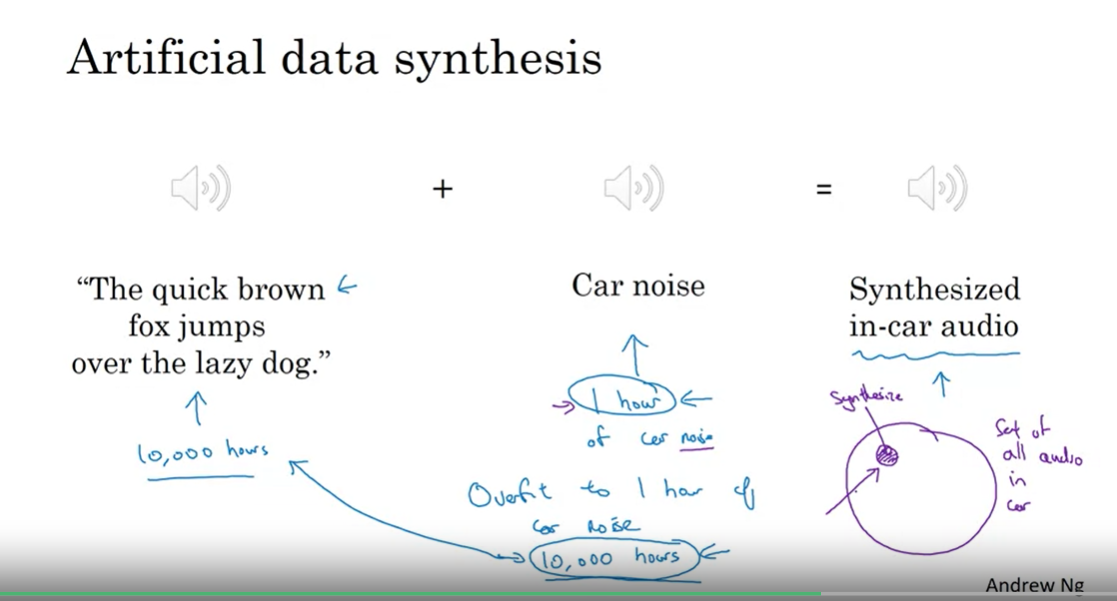 Artificial data synthesis
+
=
“The quick brown
fox jumps
over the lazy dog.”
10,000 hours
Car noise
1 hour
of car noise
Overfit to 1 hour of
car noise
10,000 hours
Synthesized
in-car audio
Synthesize
Set of
all audio
in
car
Andrew Ng